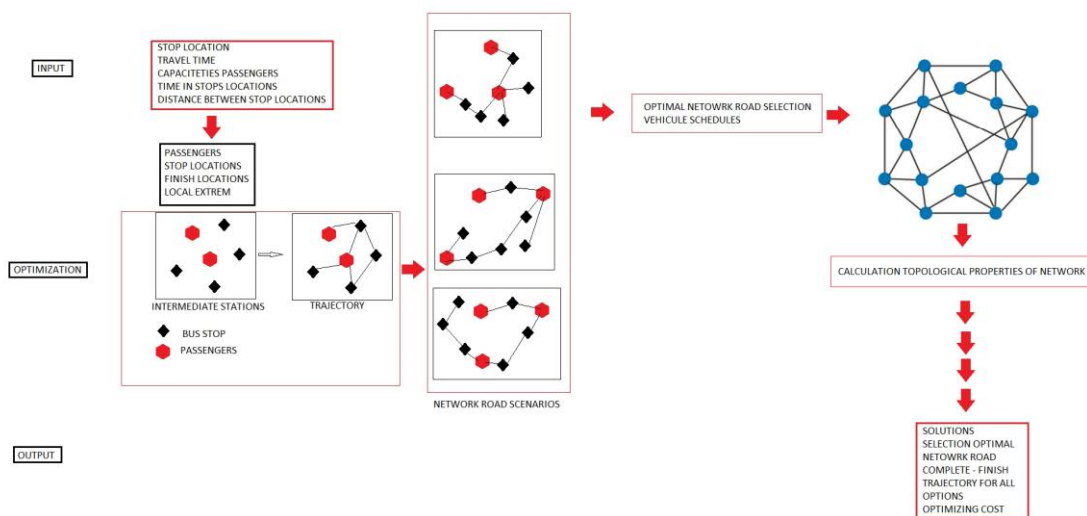 INPUT
STOP LOCATION
TRAVEL TIME
CAPACITETIES PASSENGERS
TIME IN STOPS LOCATIONS
DISTANCE BETWEEN STOP LOCATIONS
PASSENGERS
STOP LOCATIONS
FINISH LOCATIONS
LOCAL EXTREM
OPTIMIZATION
INTERMEDIATE STATIONS
TRAJECTORY
BUS STOP
PASSENGERS
NETWORK ROAD SCENARIOS
OPTIMAL NETOWRK ROAD SELECTION
VEHICULE SCHEDULES
CALCULATION TOPOLOGICAL PROPERTIES OF NETWORK
OUTPUT
SOLUTIONS
SELECTION OPTIMAL
NETOWRK ROAD
COMPLETE - FINISH
TRAJECTORY FOR ALL
OPTIONS
OPTIMIZING COST